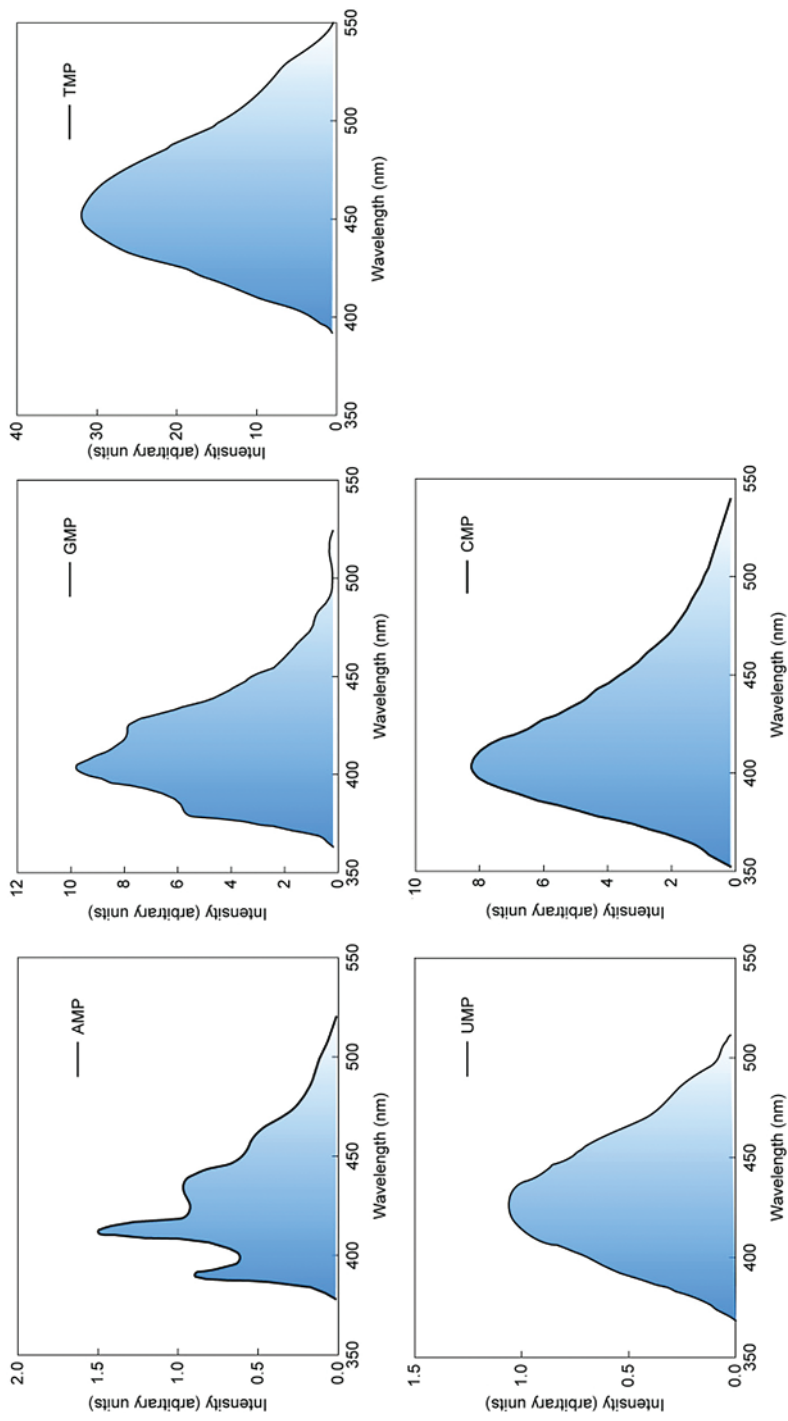 AMP
2.0
1.5
1.0
0.5
0.0
Intensity (arbitrary units)
350 400 450 500 550
Wavelength (nm)
GMP
12
10
8
6
4
2
0
Intensity (arbitrary units)
350 400 450 500 550
Wavelength (nm)
TMP
40
30
20
10
0
Intensity (arbitrary units)
350 400 450 500 550
Wavelength (nm)
UMP
1.5
1.0
0.5
0.0
Intensity (arbitrary units)
350 400 450 500 550
Wavelength (nm)
CMP
10
8
6
4
2
0
Intensity (arbitrary units)
350 400 450 500 550
Wavelength (nm)